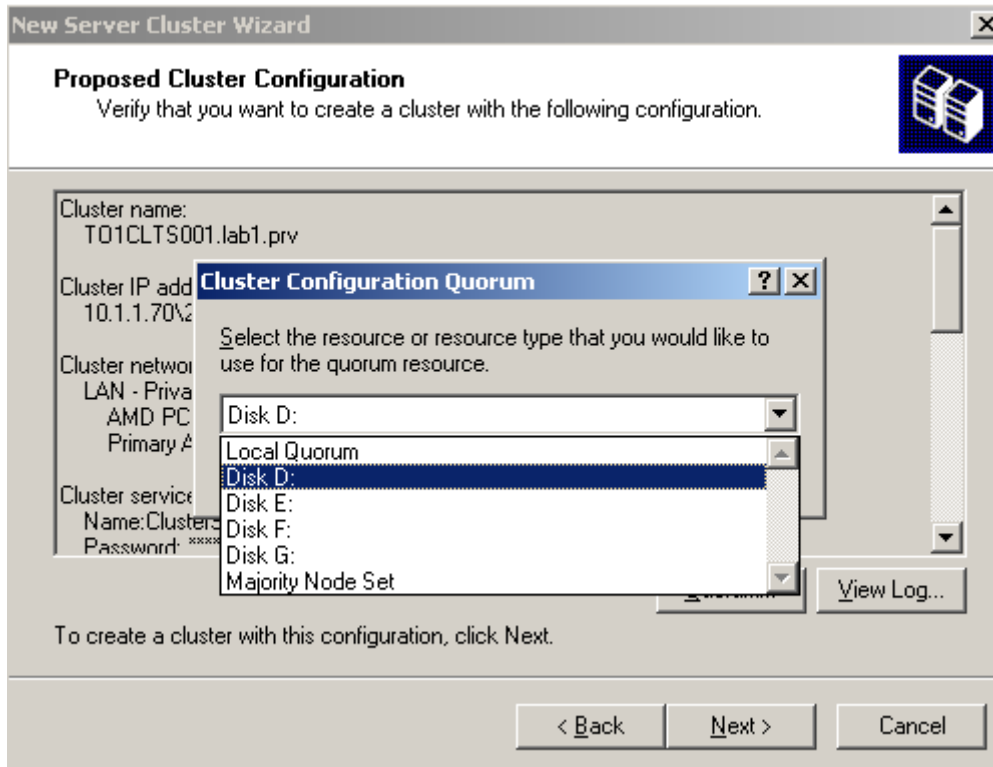 New Server Cluster Wizard
Proposed Cluster Configuration
Verify that you want to create a cluster with the following configuration.
Cluster name:
TO1CLTS001.lab1.prv
Cluster IP add
10.1.1.70\2
Cluster networ
LAN - Priva
AMD PC
Primary A
Cluster service
Name:ClusterS
Password: ****
Cluster Configuration Quorum
Select the resource or resource type that you would like to
use for the quorum resource.
Disk D:
Local Quorum
Disk D:
Disk E:
Disk F:
Disk G:
Majority Node Set
View Log...
To create a cluster with this configuration, click Next.
< Back
Next >
Cancel